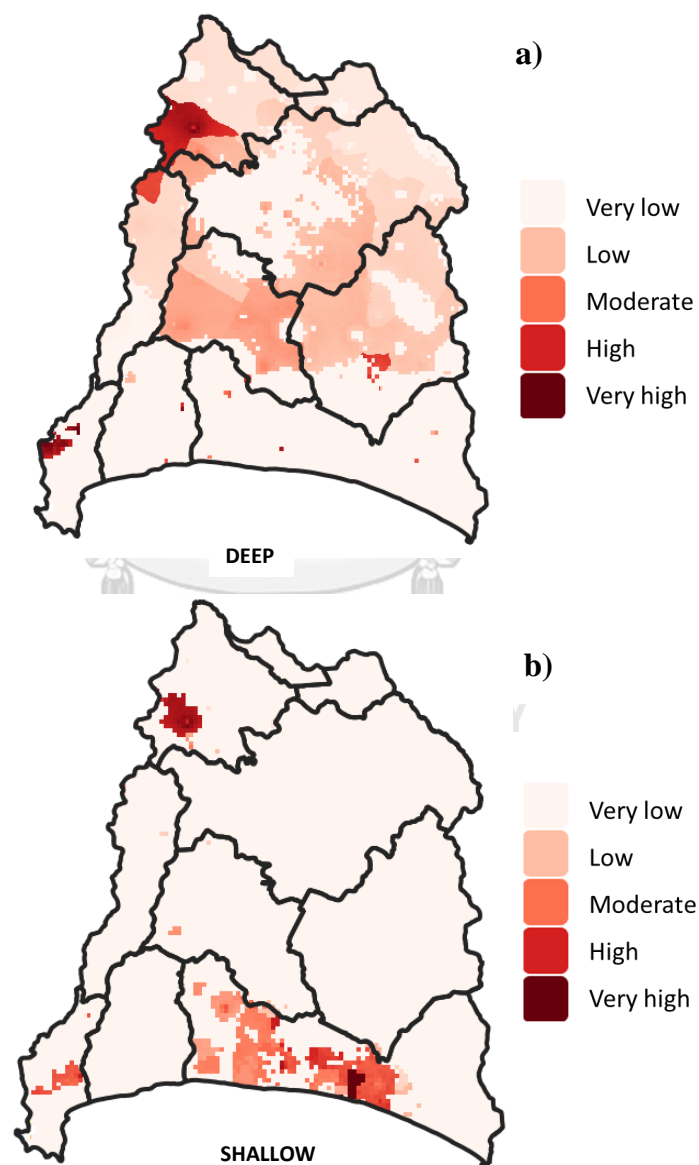 a)
Very low
Low
Moderate
High
Very high
DEEP
b)
Very low
Low
Moderate
High
Very high
SHALLOW